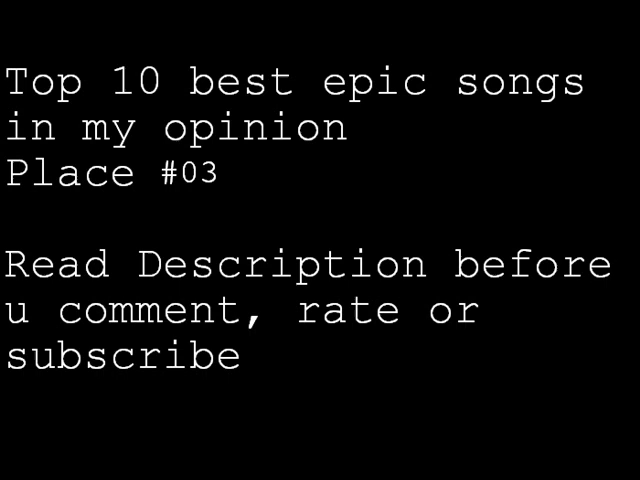 Top 10 best epic songs
in my opinion
Place #03
Read Description before
u comment, rate or
subscribe